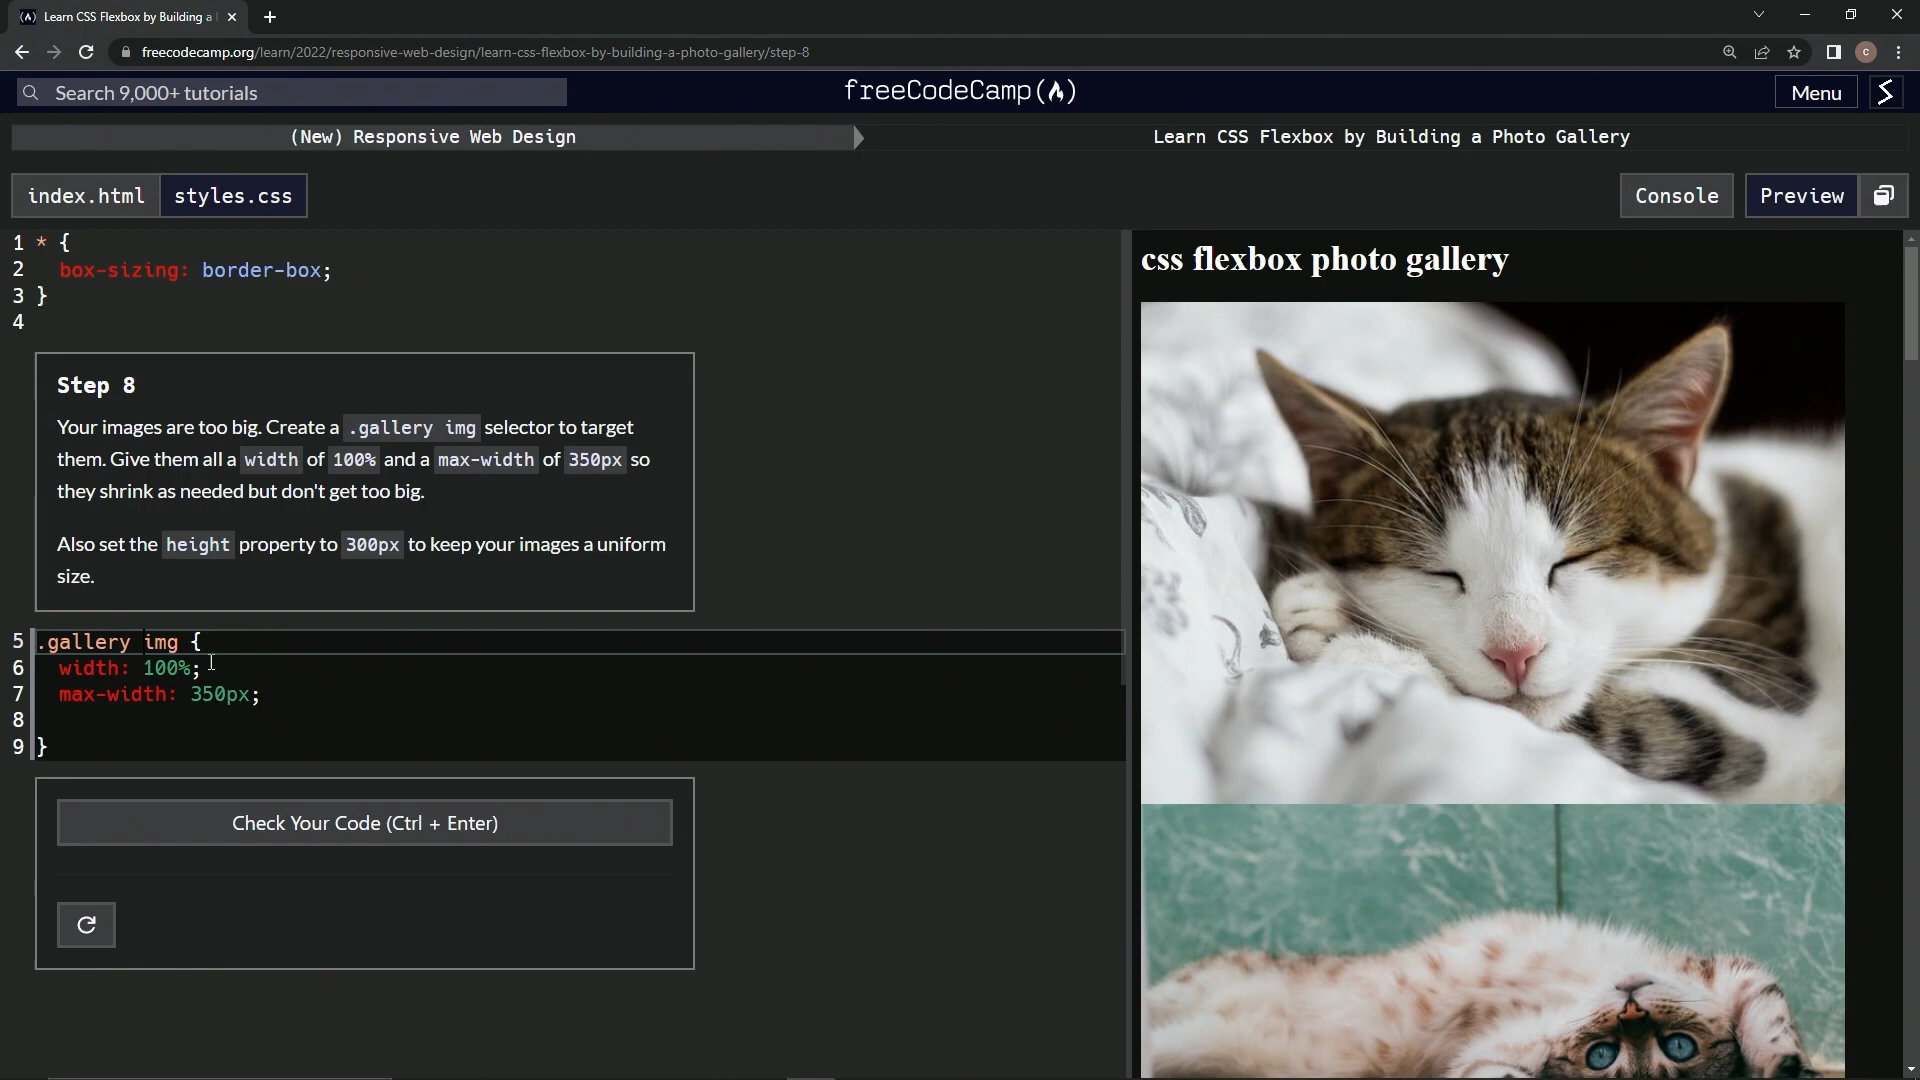 Learn CSS Flexbox by Building a
freecodecamp.org/learn/2022/responsive-web-design/learn-css-flexbox-by-building-a-photo-gallery/step-8
C
Search 9,000+ tutorials
freeCodeCamp
Menu
(New) Responsive Web Design
Learn CSS Flexbox by Building a Photo Gallery
index.html
styles.css
Console
Preview
1 * {
2 box-sizing: border-box;
3 }
4
Step 8
Your images are too big. Create a .gallery img selector to target
them. Give them all a width of 100% and a max-width of 350px so
they shrink as needed but don't get too big.
Also set the height property to 300px to keep your images a uniform
size.
5 .gallery img {
6 width: 100%;
7 max-width: 350px;
8
9 }
Check Your Code (Ctrl + Enter)
css flexbox photo gallery